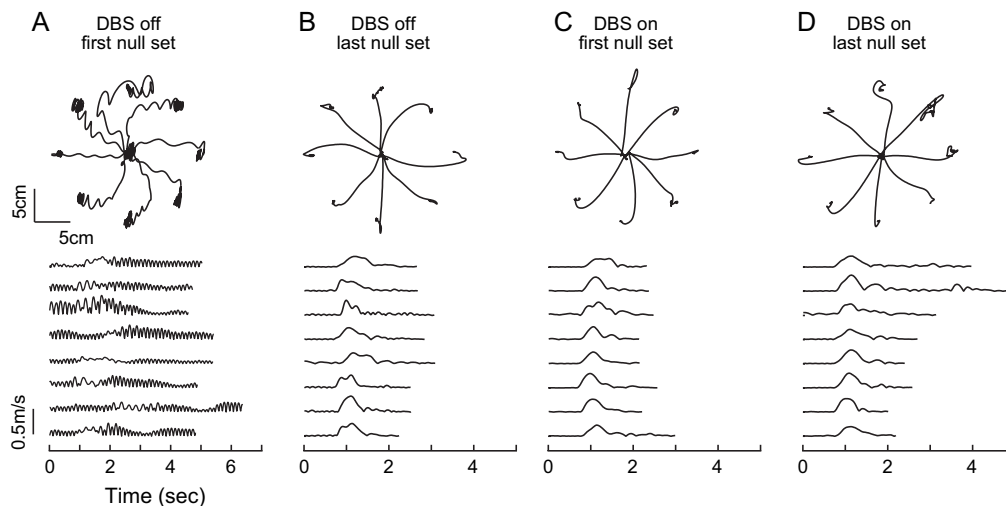 A
DBS off
first null set
B
DBS off
last null set
C
DBS on
first null set
D
DBS on
last null set
5cm
5cm
0.5m/s
0 2 4 6
0 2 4
0 2 4
0 2 4
Time (sec)